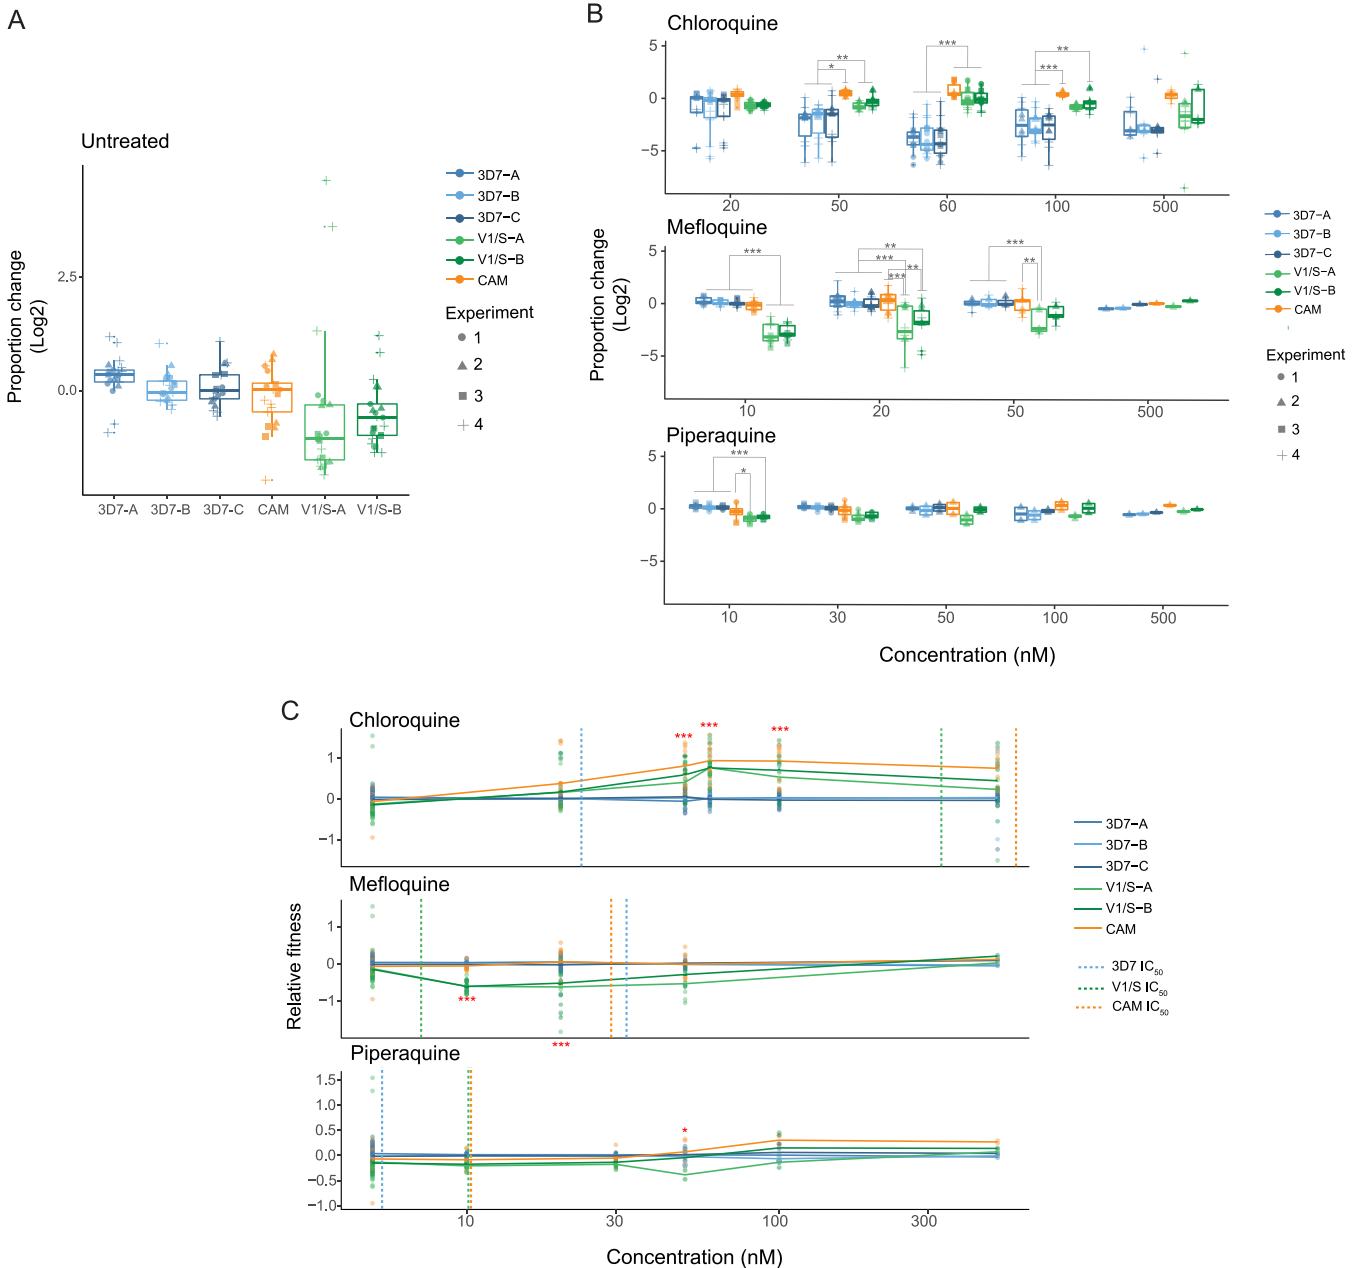 A
Untreated
Proportion change
(Log2)
2.5
0.0
3D7-A
3D7-B
3D7-C
CAM
V1/S-A
V1/S-B
3D7-A
3D7-B
3D7-C
V1/S-A
V1/S-B
CAM
Experiment
1
2
3
4
B
Chloroquine
5
0
-5
***
**
*
**
***
20
50
60
100
500
Mefloquine
Proportion change
(Log2)
5
0
-5
***
**
***
**
***
***
**
10
20
50
500
Piperaquine
5
0
-5
***
*
10
30
50
100
500
Concentration (nM)
3D7-A
3D7-B
3D7-C
V1/S-A
V1/S-B
CAM
Experiment
1
2
3
4
C
Chloroquine
1
0
-1
***
***
***
Mefloquine
Relative fitness
1
0
-1
***
***
Piperaquine
1.5
1.0
0.5
0.0
-0.5
-1.0
*
10
30
100
300
Concentration (nM)
3D7-A
3D7-B
3D7-C
V1/S-A
V1/S-B
CAM
3D7 IC50
V1/S IC50
CAM IC50